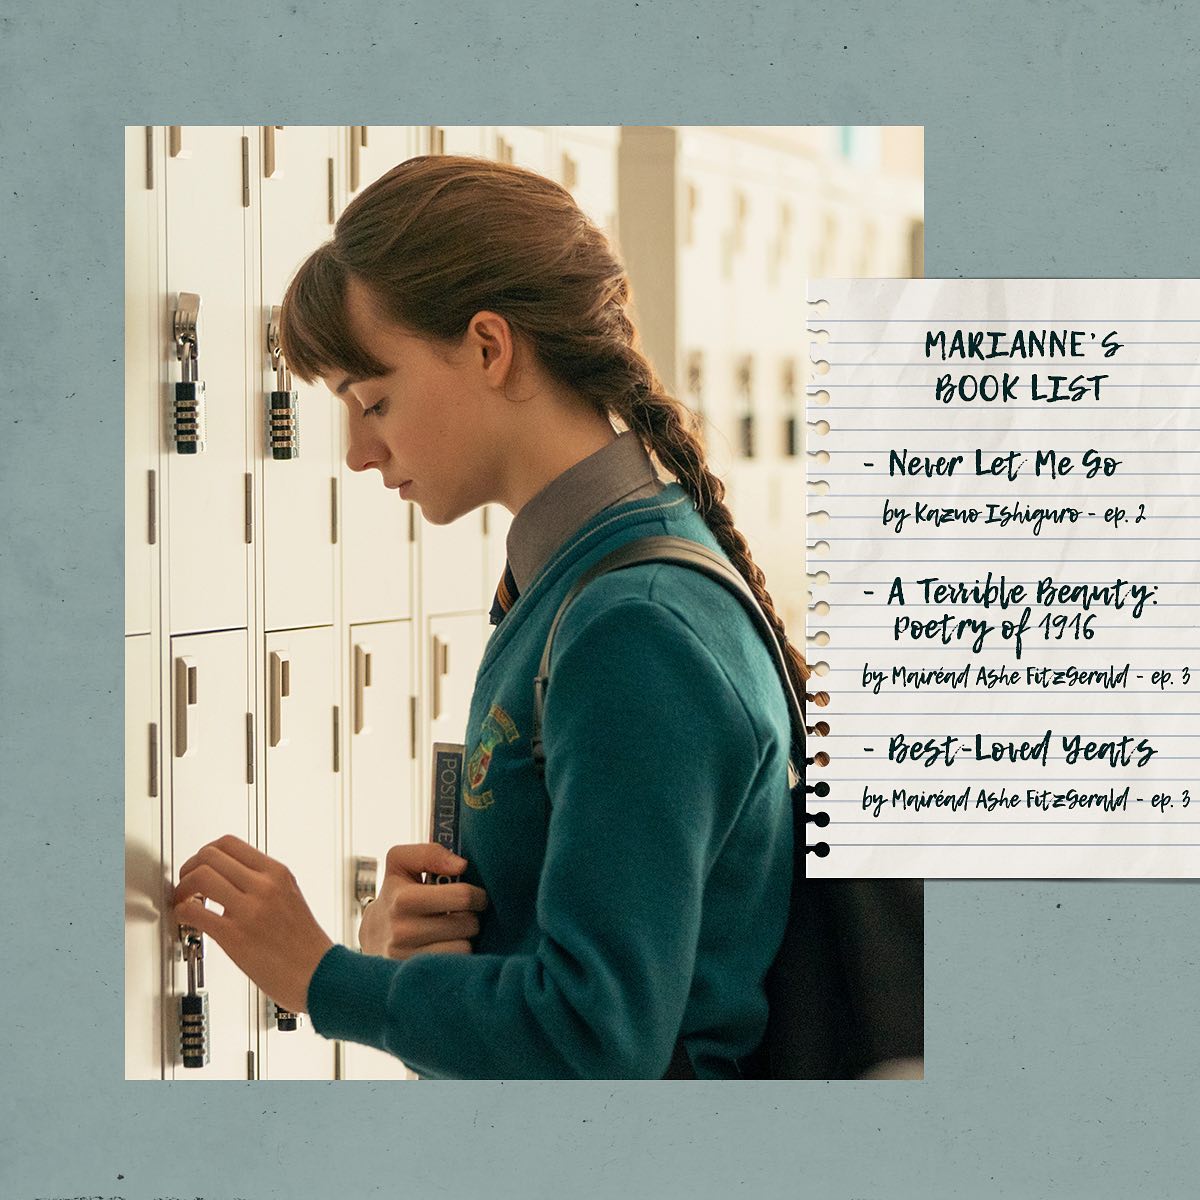 MARIANNE'S
BOOK LIST
- Never Let Me Go
by Kazuo Ishiguro - ep. 2
- A Terrible Beauty:
Poetry of 1916
by Mairéad Ashe FitzGerald - ep. 3
- Best-Loved Yeats
by Mairéad Ashe FitzGerald - ep. 3
POSITIVE